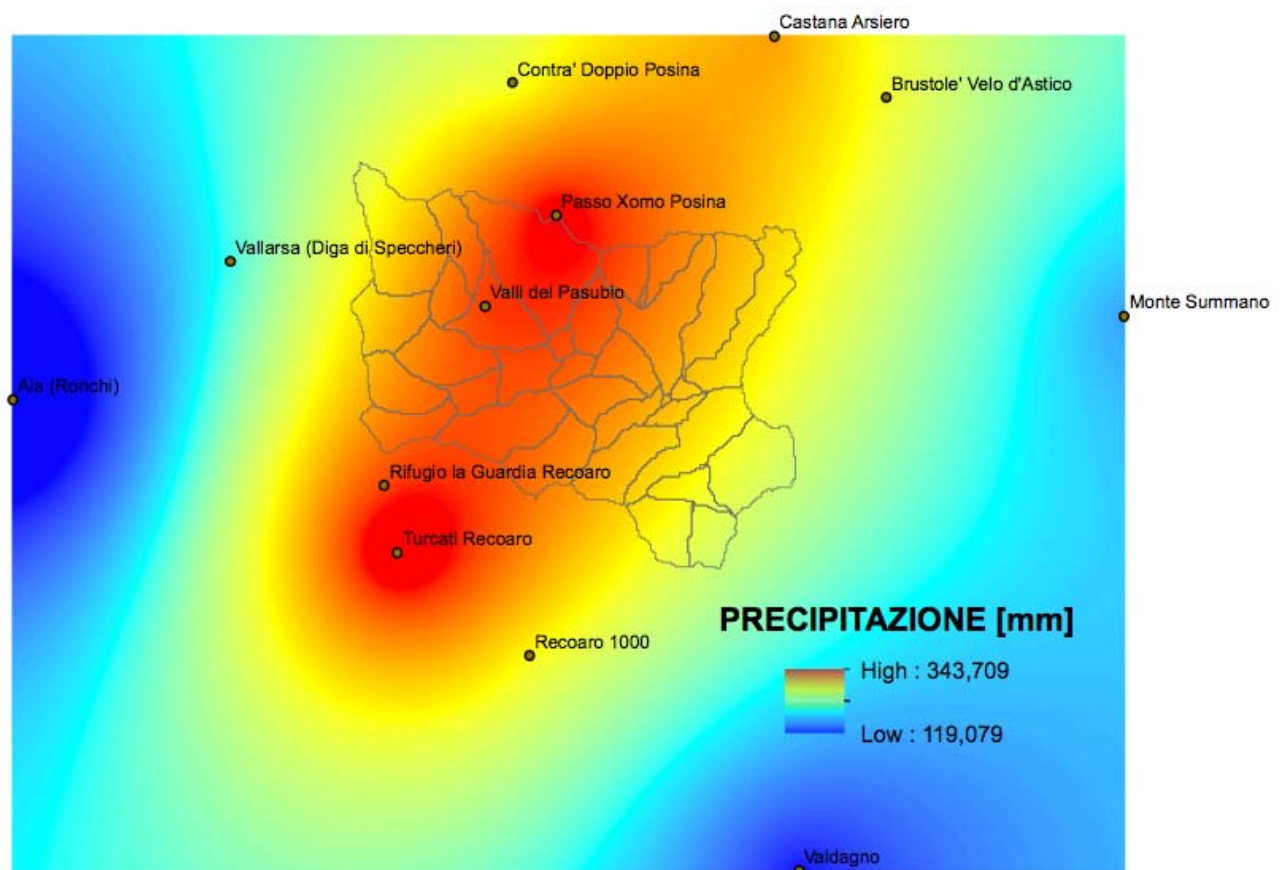 Castana Arsiero
Contra' Doppio Posina
Brustole' Velo d'Astico
Passo Xomo Posina
Vallarsa (Diga di Speccheri)
Valli del Pasubio
Monte Summano
Ala (Ronchi)
Rifugio la Guardia Recoaro
Turcati Recoaro
PRECIPITAZIONE [mm]
Recoaro 1000
High : 343,709
Low : 119,079
Valdagno